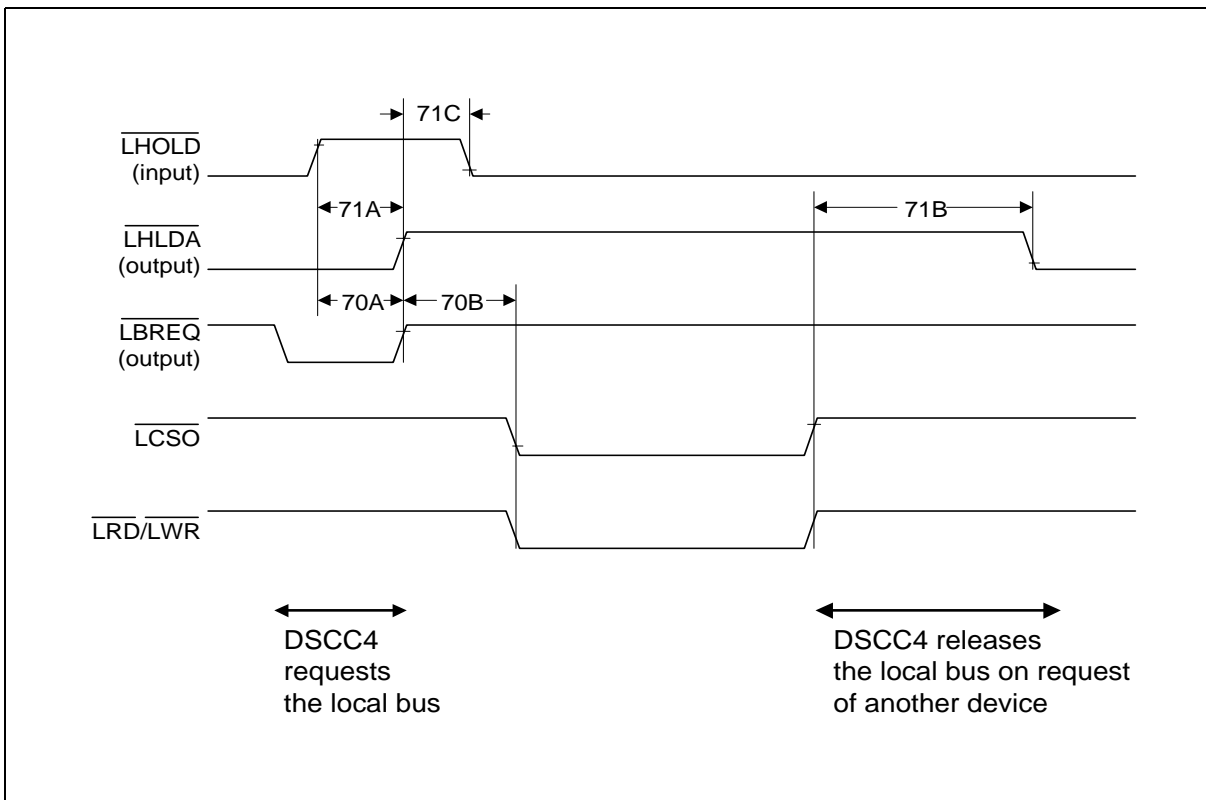 71C
LHOLD
(input)
71A
71B
LHLDA
(output)
70A
70B
LBREQ
(output)
LCSO
LRD/LWR
DSCC4
requests
the local bus
DSCC4 releases
the local bus on request
of another device